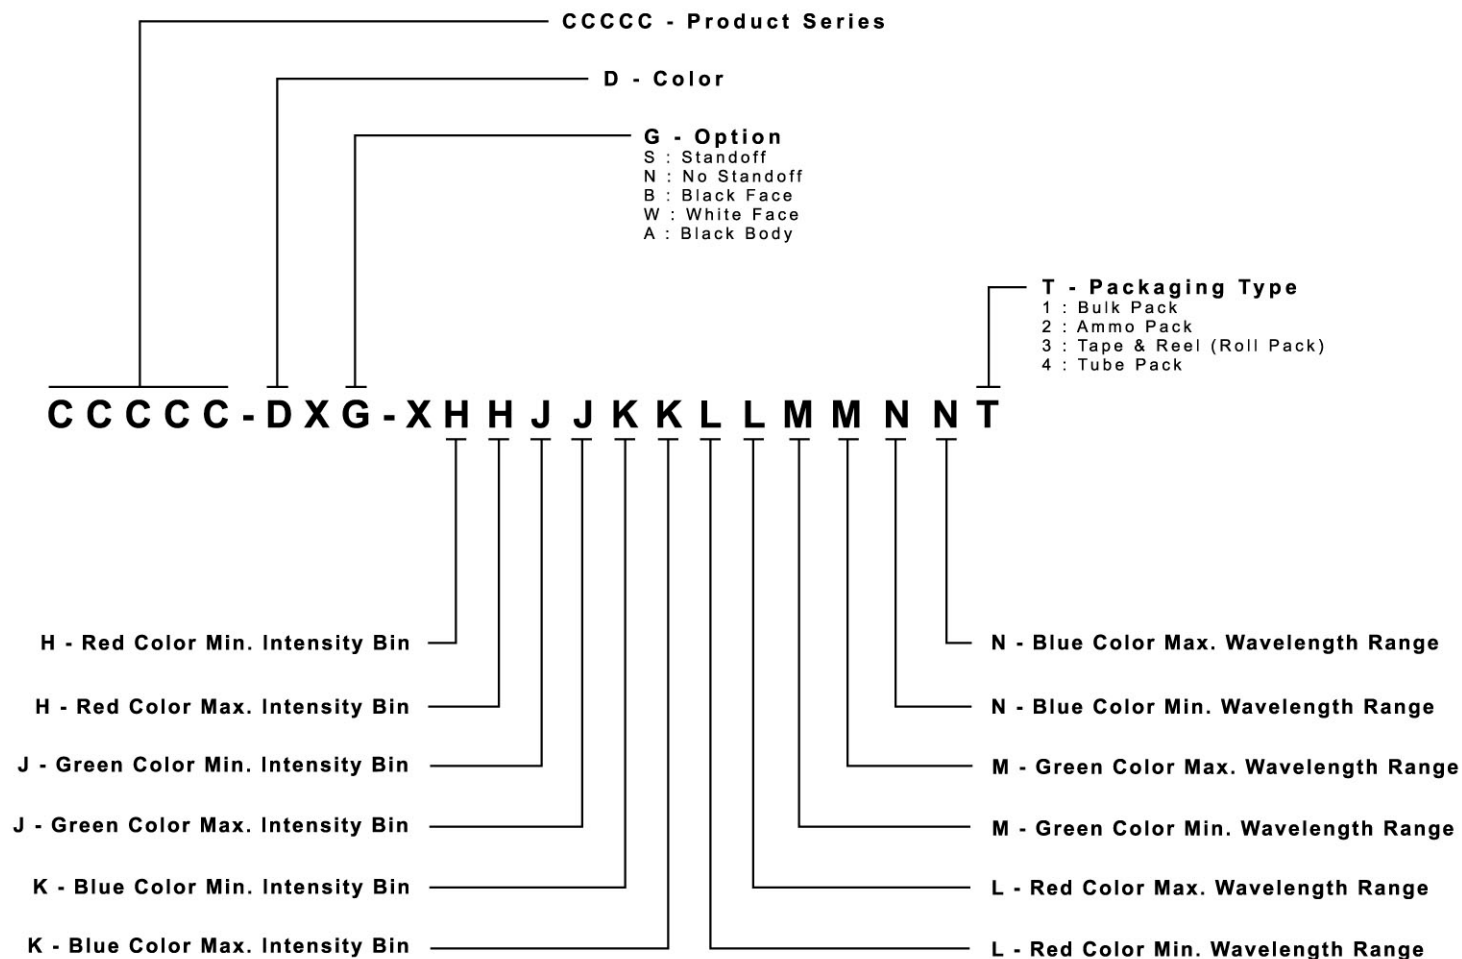 CCCCC - Product Series
D - Color
G - Option
S : Standoff
N : No Standoff
B : Black Face
W : White Face
A : Black Body
T - Packaging Type
1 : Bulk Pack
2 : Ammo Pack
3 : Tape & Reel (Roll Pack)
4 : Tube Pack
C C C C C - D X G - X H H J J K K L L M M N N T
H - Red Color Min. Intensity Bin
N - Blue Color Max. Wavelength Range
H - Red Color Max. Intensity Bin
N - Blue Color Min. Wavelength Range
J - Green Color Min. Intensity Bin
M - Green Color Max. Wavelength Range
J - Green Color Max. Intensity Bin
M - Green Color Min. Wavelength Range
K - Blue Color Min. Intensity Bin
L - Red Color Max. Wavelength Range
K - Blue Color Max. Intensity Bin
L - Red Color Min. Wavelength Range